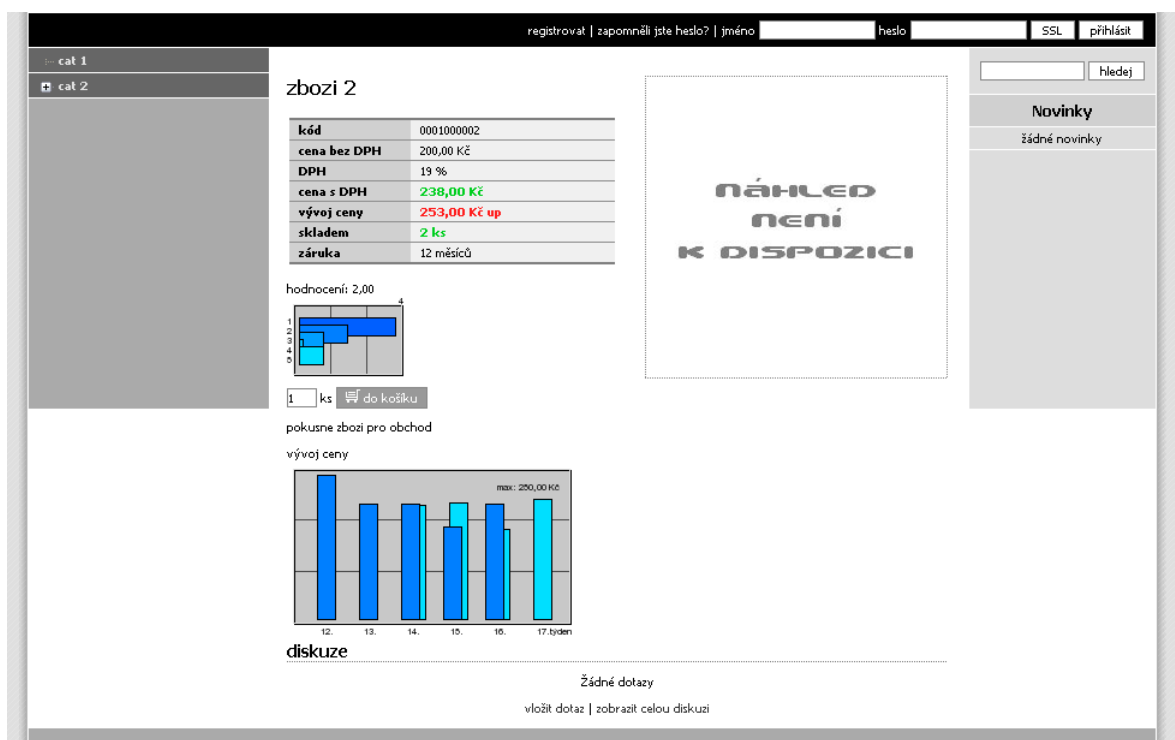 registrovat | zapomněli jste heslo? | jméno heslo SSL přihlásit
cat 1
cat 2
hledej
Novinky
žádné novinky
zbozi 2
kód 0001000002
cena bez DPH 200,00 Kč
DPH 19 %
cena s DPH 238,00 Kč
vývoj ceny 253,00 Kč up
skladem 2 ks
záruka 12 měsíců
NÁHLED
NENÍ
K DISPOZICI
hodnocení: 2,00
4
1
2
3
4
5
1 ks do košíku
pokusne zbozi pro obchod
vývoj ceny
max: 250,00 Kč
12. 13. 14. 15. 16. 17.týden
diskuze
Žádné dotazy
vložit dotaz | zobrazit celou diskuzi